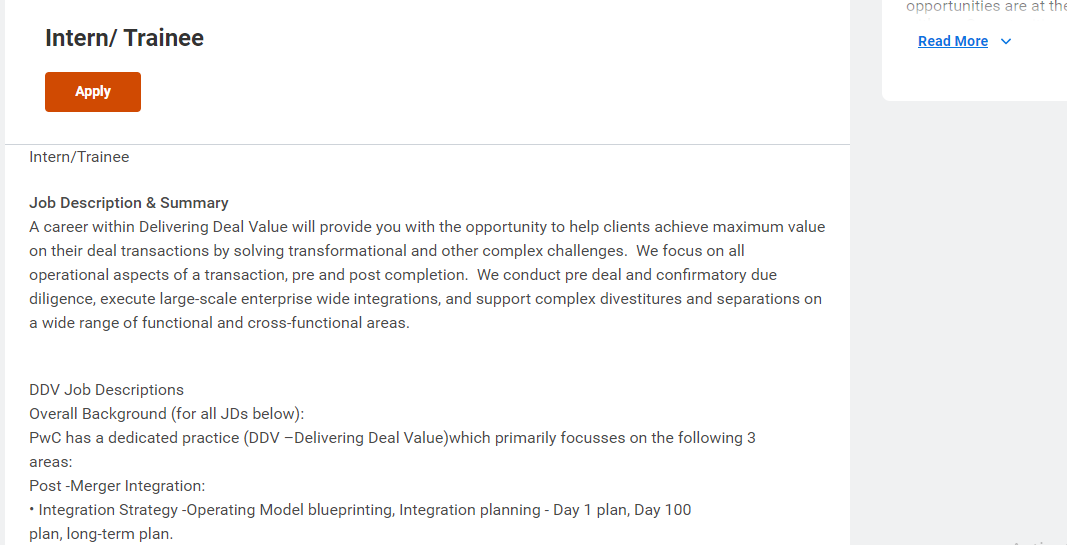 opportunities are at the
Read More
Intern/ Trainee
Apply
Intern/Trainee
Job Description & Summary
A career within Delivering Deal Value will provide you with the opportunity to help clients achieve maximum value
on their deal transactions by solving transformational and other complex challenges.  We focus on all
operational aspects of a transaction, pre and post completion.  We conduct pre deal and confirmatory due
diligence, execute large-scale enterprise wide integrations, and support complex divestitures and separations on
a wide range of functional and cross-functional areas.
DDV Job Descriptions
Overall Background (for all JDs below):
PwC has a dedicated practice (DDV –Delivering Deal Value)which primarily focusses on the following 3
areas:
Post -Merger Integration:
• Integration Strategy -Operating Model blueprinting, Integration planning - Day 1 plan, Day 100
plan, long-term plan.